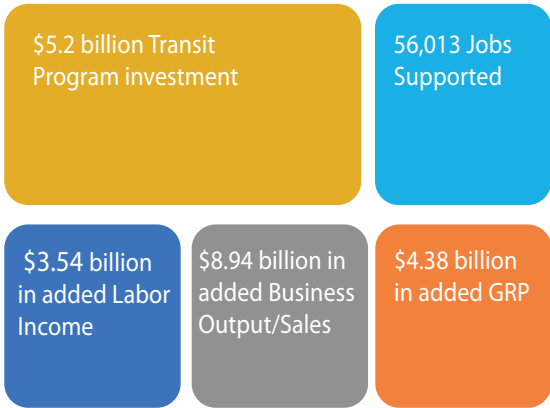 $5.2 billion Transit
Program investment
56,013 Jobs
Supported
$3.54 billion
in added Labor
Income
$8.94 billion in
added Business
Output/Sales
$4.38 billion
in added GRP